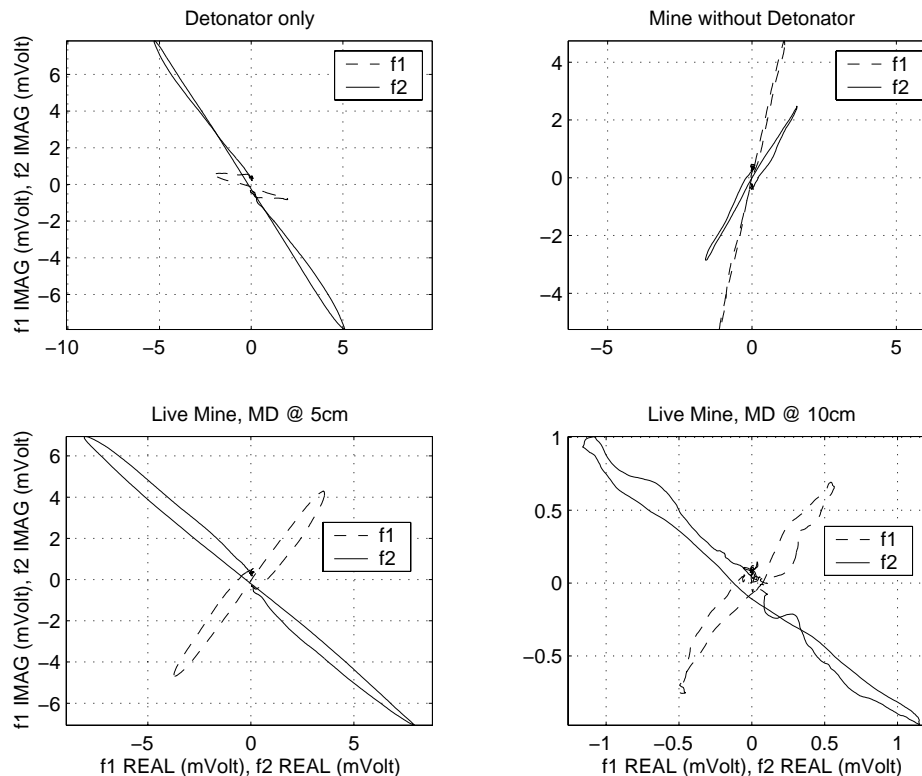 Detonator only
f1 IMAG (mVolt), f2 IMAG (mVolt)
6
4
2
0
−2
−4
−6
−10
−5
0
5
f1
f2
Mine without Detonator
4
2
0
−2
−4
−5
0
5
f1
f2
Live Mine, MD @ 5cm
f1 IMAG (mVolt), f2 IMAG (mVolt)
6
4
2
0
−2
−4
−6
−5
0
5
f1
f2
f1 REAL (mVolt), f2 REAL (mVolt)
Live Mine, MD @ 10cm
1
0.5
0
−0.5
−1
−0.5
0
0.5
1
f1
f2
f1 REAL (mVolt), f2 REAL (mVolt)